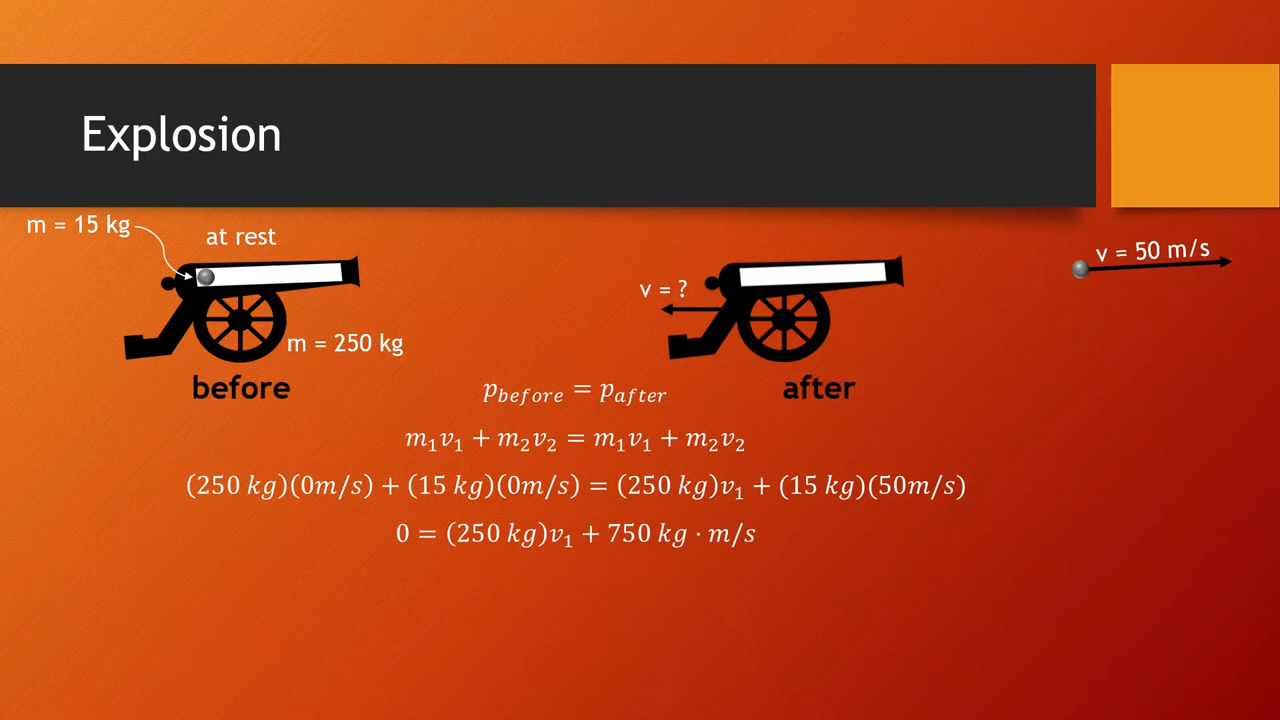 Explosion
m = 15 kg
at rest
m = 250 kg
before
v = ?
after
v = 50 m/s
p_before = p_after
m₁v₁ + m₂v₂ = m₁v₁ + m₂v₂
(250 kg)(0m/s) + (15 kg)(0m/s) = (250 kg)v₁ + (15 kg)(50m/s)
0 = (250 kg)v₁ + 750 kg · m/s